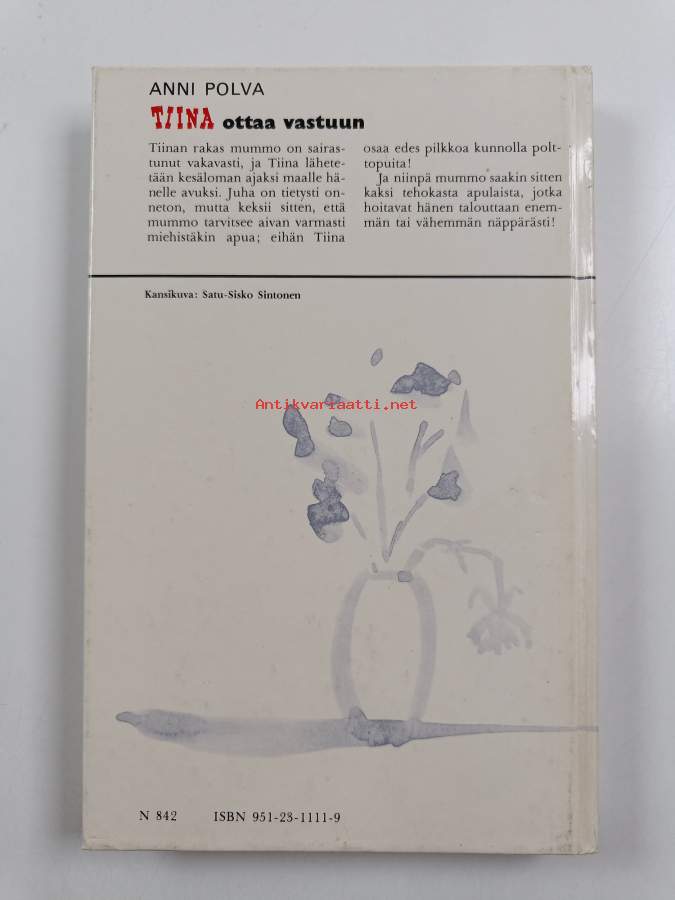 ANNI POLVA
TIINA ottaa vastuun
Tiinan rakas mummo on sairas-
tunut vakavasti, ja Tiina lähete-
tään kesäloman ajaksi maalle hä-
nelle avuksi. Juha on tietysti on-
neton, mutta keksii sitten, että
mummo tarvitsee aivan varmasti
miehistäkin apua; eihän Tiina
osaa edes pilkkoa kunnolla polt-
topuita!
Ja niinpä mummo saakin sitten
kaksi tehokasta apulaista, jotka
hoitavat hänen talouttaan enem-
män tai vähemmän näppärästi!
Kansikuva: Satu-Sisko Sintonen
Antikvariaatti.net
N 842 ISBN 951-23-1111-9